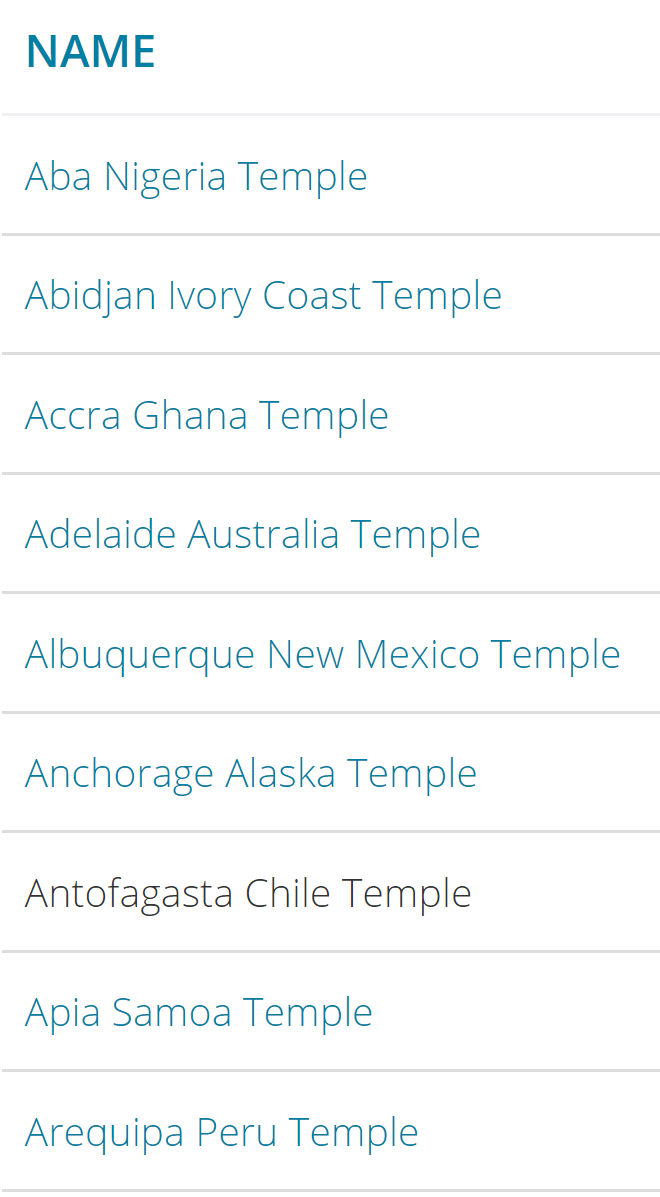 NAME
Aba Nigeria Temple
Abidjan Ivory Coast Temple
Accra Ghana Temple
Adelaide Australia Temple
Albuquerque New Mexico Temple
Anchorage Alaska Temple
Antofagasta Chile Temple
Apia Samoa Temple
Arequipa Peru Temple